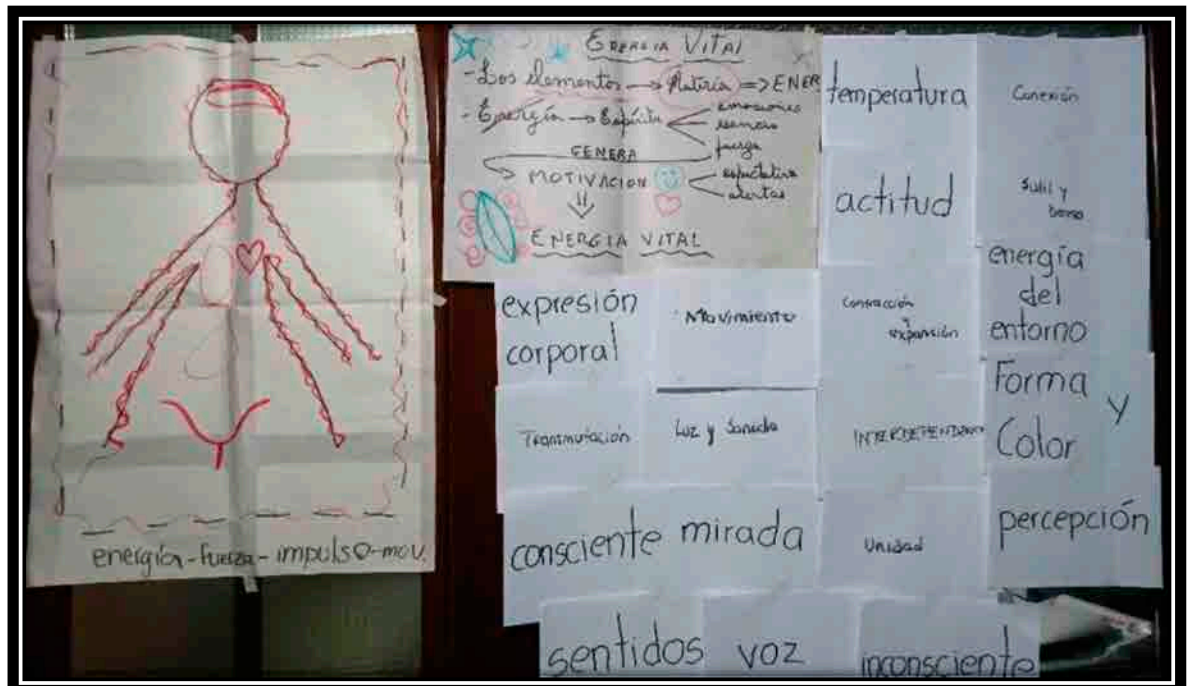 energía - fuerza - impulso - mov.
ENERGIA VITAL
- Los elementos → Materia => ENER
- Energía → Espíritu
emociones
fuerza
GENERA
MOTIVACION
alertas
ENERGIA VITAL
temperatura
Conexión
actitud
Sutil y
energía
del
entorno
expresión
corporal
Movimiento
Contracción
y
expansión
Forma
y
Color
Transmutación
Luz y Sonido
consciente
mirada
Unidad
percepción
sentidos
voz
inconsciente